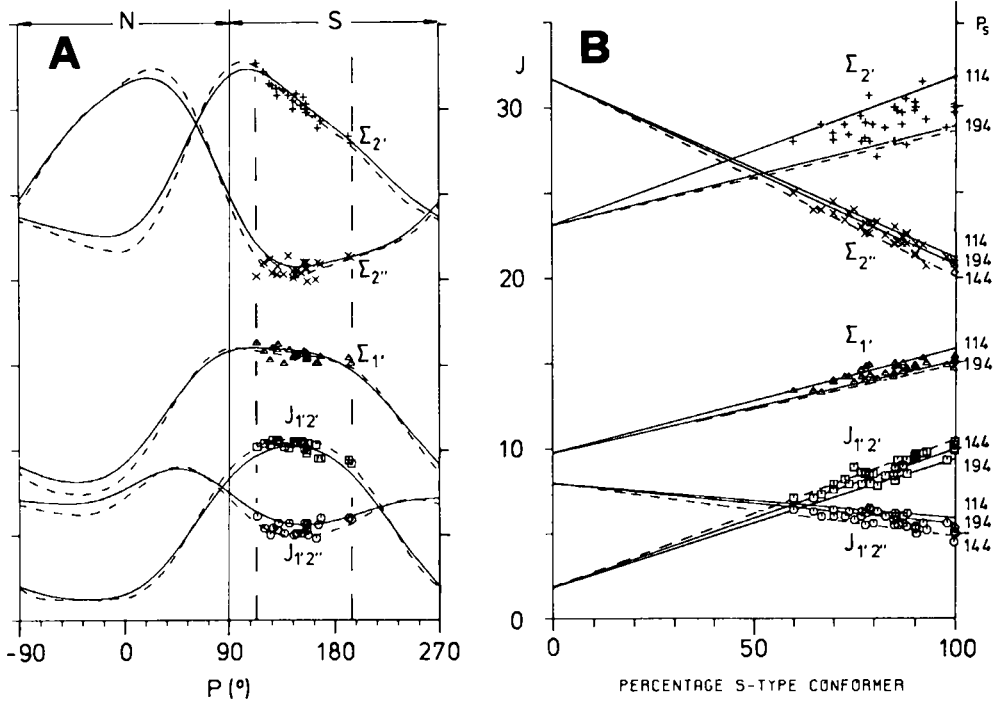 A
N
S
Σ2'
Σ2''
Σ1'
J1'2'
J1'2''
-90
0
90
180
270
P (°)
B
J
Ps
30
20
10
0
Σ2'
Σ2''
Σ1'
J1'2'
J1'2''
114
194
114
194
144
114
194
144
194
114
194
144
0
50
100
PERCENTAGE S-TYPE CONFORMER